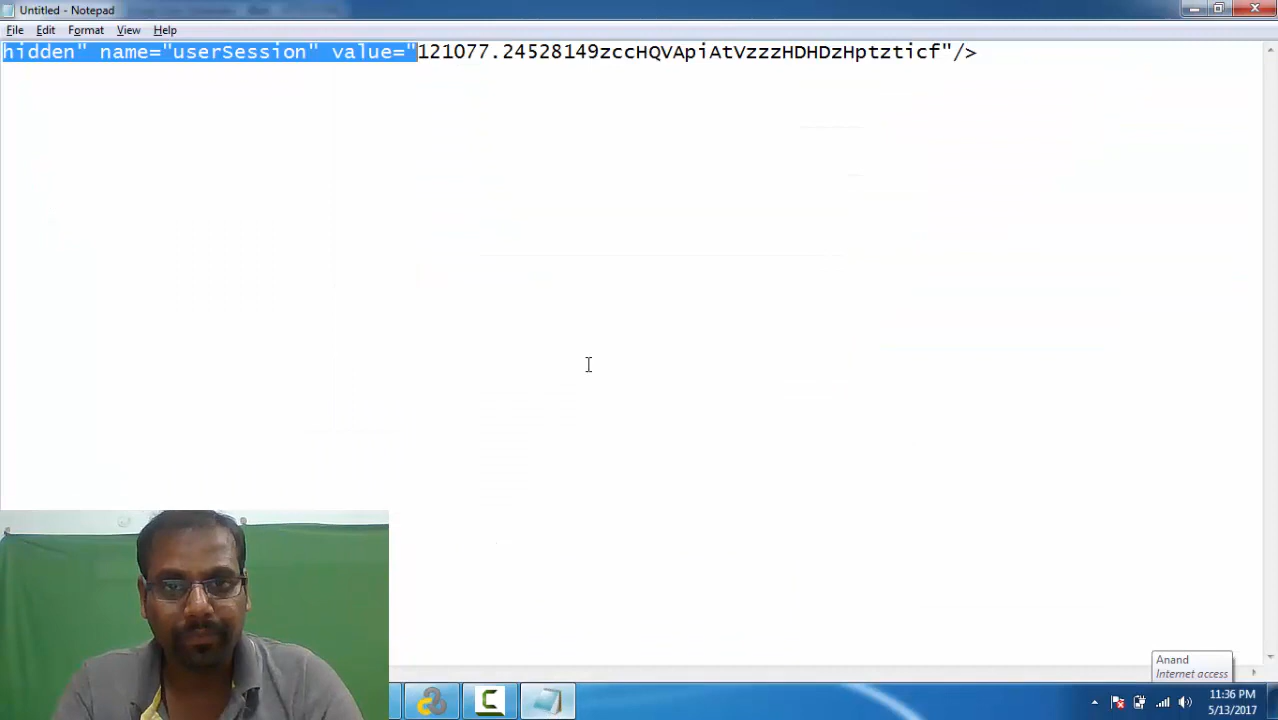 Untitled - Notepad
File Edit Format View Help
hidden" name="userSession" value="121077.24528149zccHQVApiAtVzzzHDHDzHptzticf"/>
Anand
Internet access
11:36 PM
5/13/2017